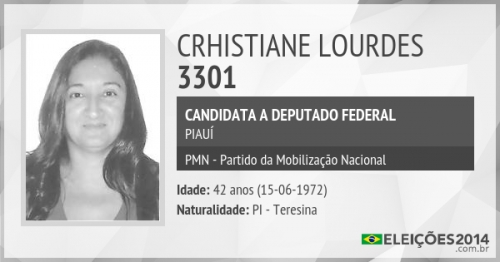 CRHISTIANE LOURDES
3301
CANDIDATA A DEPUTADO FEDERAL
PIAUÍ
PMN - Partido da Mobilização Nacional
Idade: 42 anos (15-06-1972)
Naturalidade: PI - Teresina
ELEIÇÕES2014
.com.br